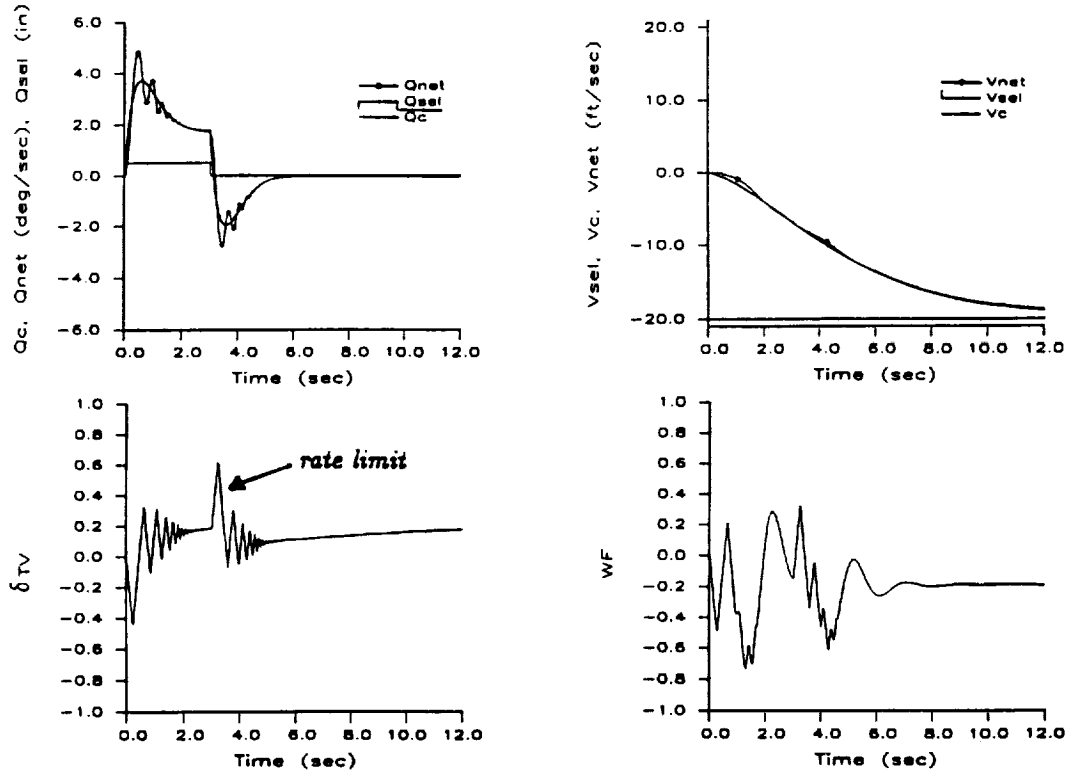 Qc, Qnet (deg/sec), Qsel (in)
6.0
4.0
2.0
0.0
-2.0
-4.0
-6.0
Qnet
Qsel
Qc
0.0 2.0 4.0 6.0 8.0 10.0 12.0
Time (sec)
Vsel, Vc, Vnet (ft/sec)
20.0
10.0
0.0
-10.0
-20.0
Vnet
Vsel
Vc
0.0 2.0 4.0 6.0 8.0 10.0 12.0
Time (sec)
δTV
1.0
0.8
0.6
0.4
0.2
0.0
-0.2
-0.4
-0.6
-0.8
-1.0
rate limit
0.0 2.0 4.0 6.0 8.0 10.0 12.0
Time (sec)
WF
1.0
0.8
0.6
0.4
0.2
0.0
-0.2
-0.4
-0.6
-0.8
-1.0
0.0 2.0 4.0 6.0 8.0 10.0 12.0
Time (sec)